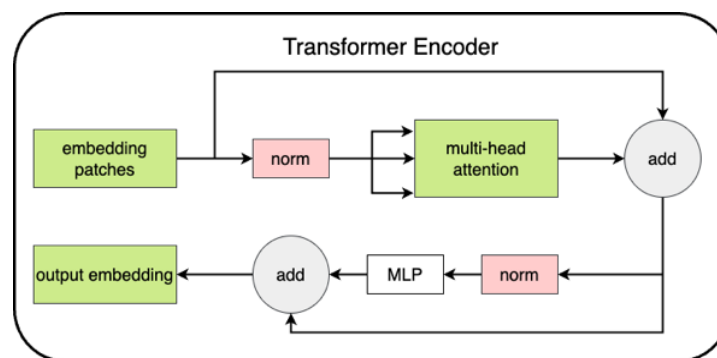 Transformer Encoder
embedding
patches
norm
multi-head
attention
add
output embedding
add
MLP
norm